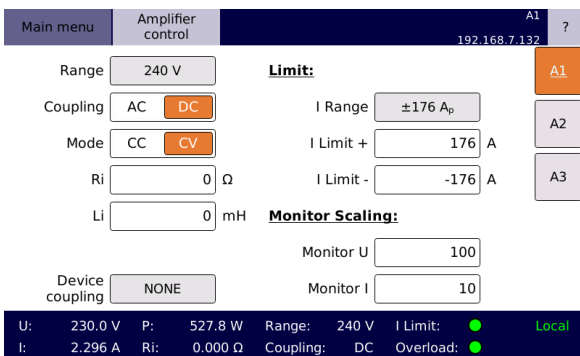 Main menu
Amplifier
control
A1
192.168.7.132
?
Range 240 V Limit: A1
Coupling AC DC I Range ±176 Aₚ
A2
Mode CC CV I Limit + 176 A
Ri 0 Ω I Limit - -176 A A3
Li 0 mH Monitor Scaling:
Monitor U 100
Device
coupling NONE Monitor I 10
U: 230.0 V P: 527.8 W Range: 240 V I Limit: Local
I: 2.296 A Ri: 0.000 Ω Coupling: DC Overload: